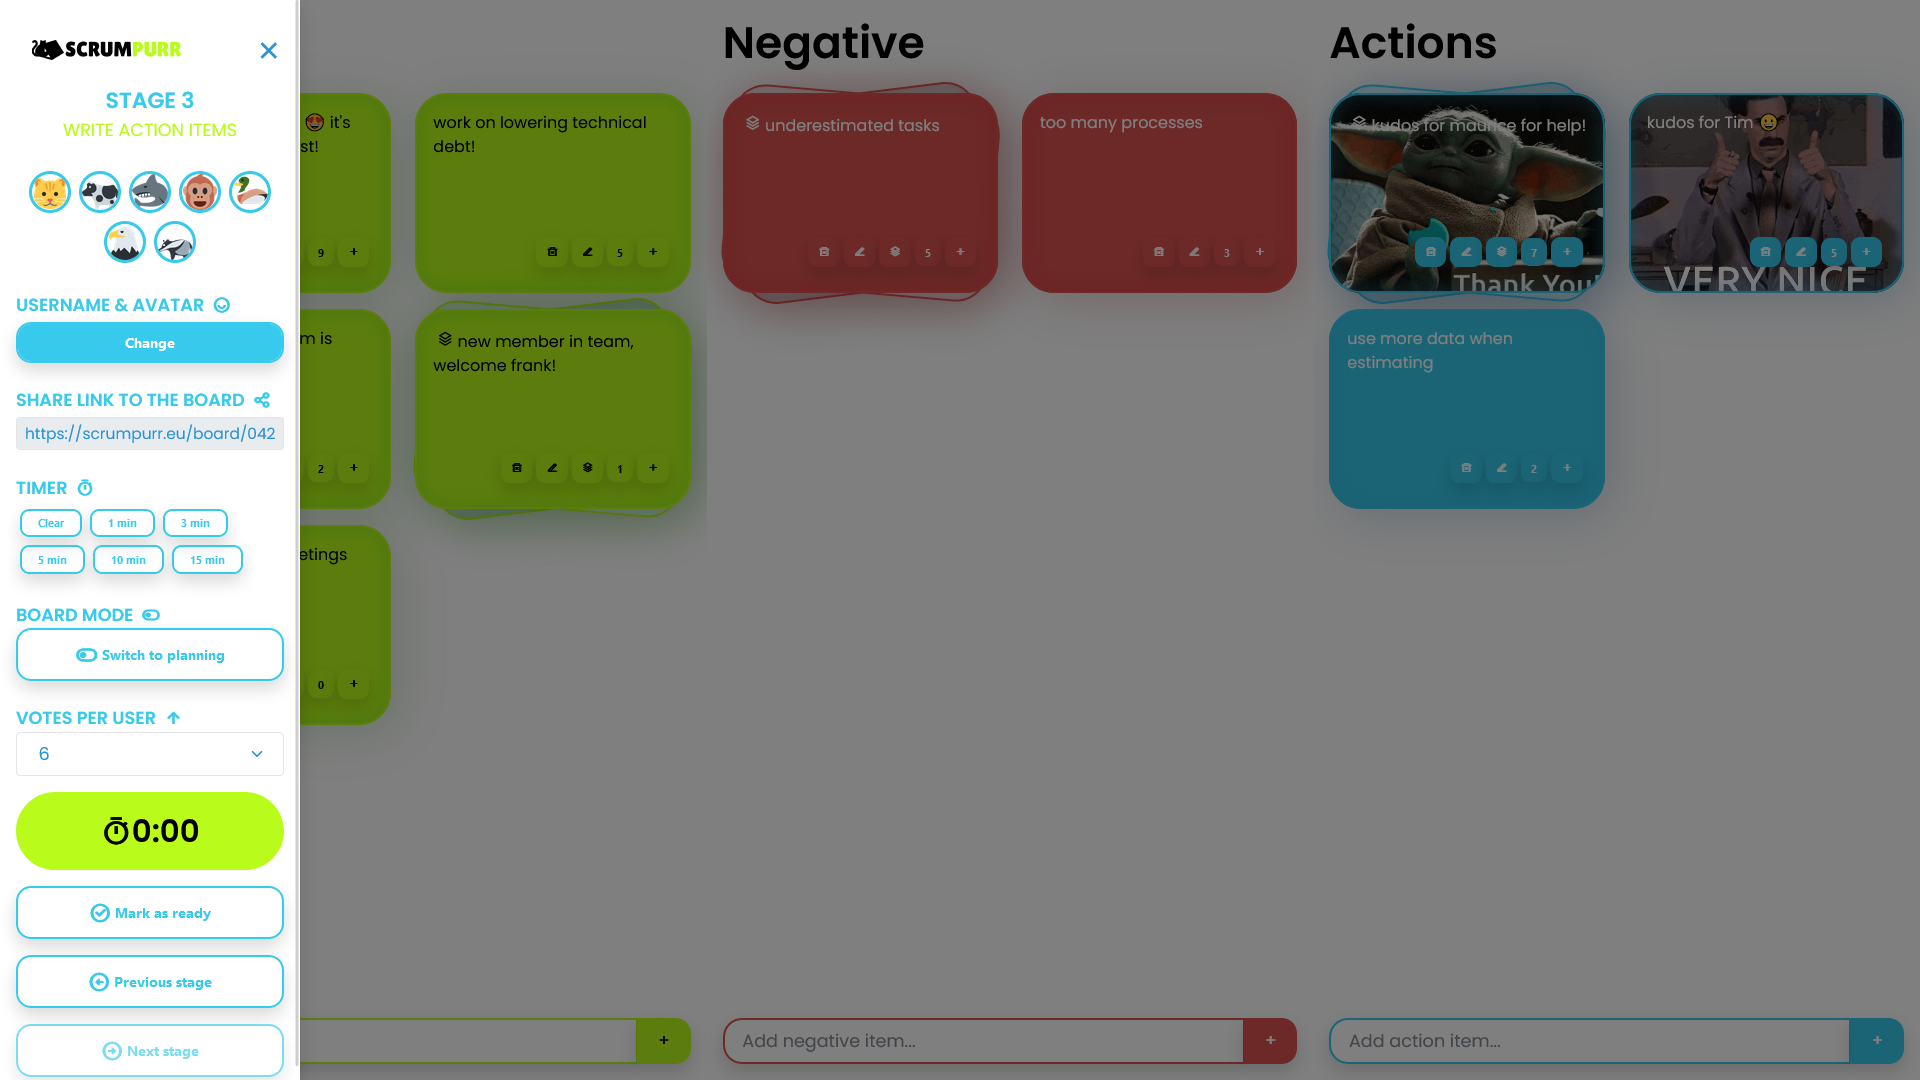 SCRUMPURR
STAGE 3
WRITE ACTION ITEMS
USERNAME & AVATAR
Change
SHARE LINK TO THE BOARD
https://scrumpurr.eu/board/042
TIMER
Clear
1 min
3 min
5 min
10 min
15 min
BOARD MODE
Switch to planning
VOTES PER USER
6
0:00
Mark as ready
Previous stage
Next stage
it's
st!
9 +
work on lowering technical
debt!
5 +
m is
2 +
new member in team,
welcome frank!
1 +
etings
0 +
+
Negative
underestimated tasks
5 +
too many processes
3 +
Add negative item...
+
Actions
kudos for maurice for help!
7 +
Thank You!
kudos for Tim 😀
5 +
VERY NICE
use more data when
estimating
2 +
Add action item...
+